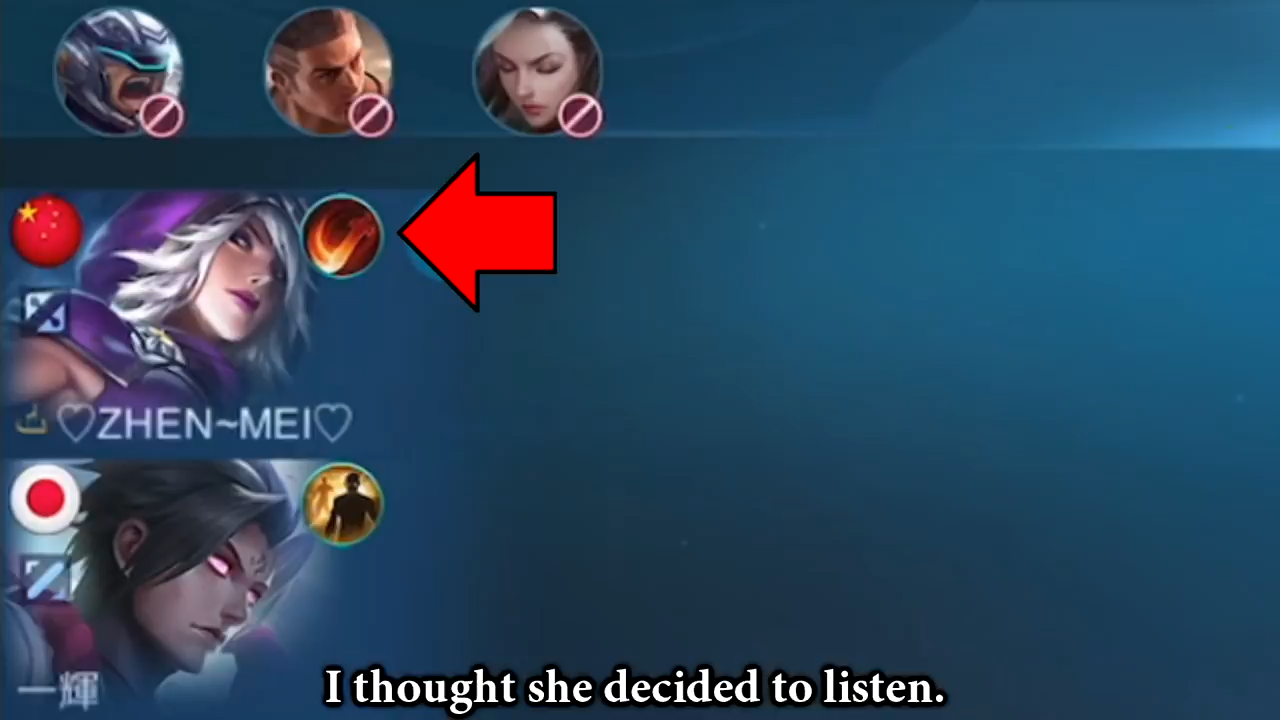 ♡ZHEN~MEI♡
一輝
I thought she decided to listen.